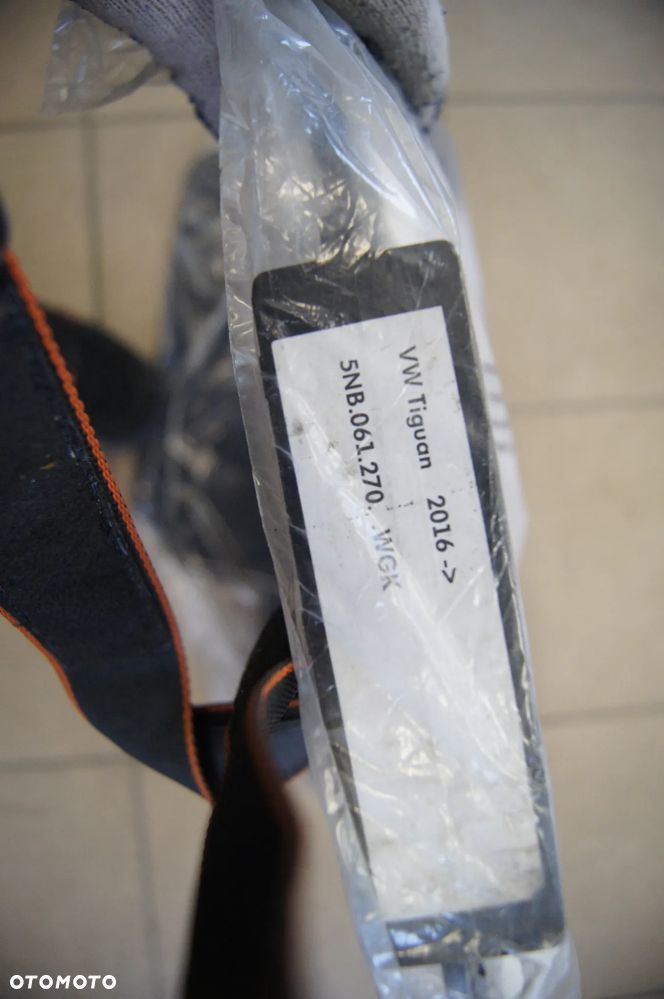 VW Tiguan 2016->
5NB.061.270. -WGK
OTOMOTO